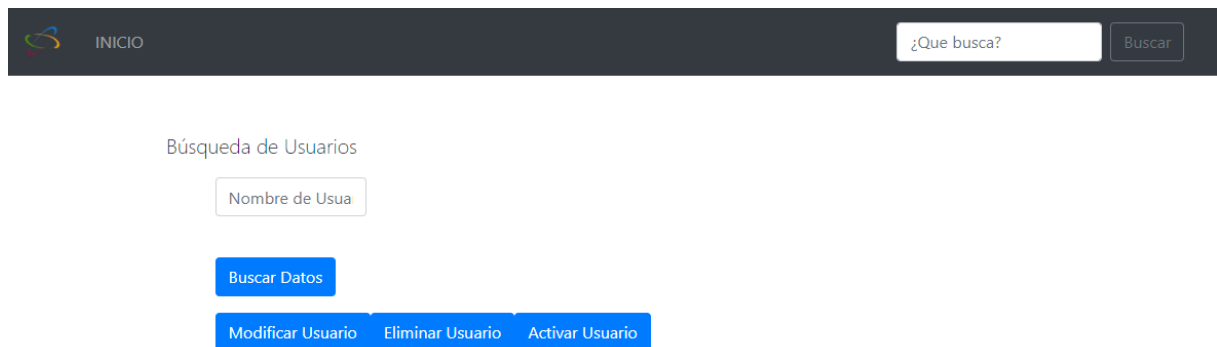 INICIO ¿Que busca? Buscar
Búsqueda de Usuarios
Nombre de Usua
Buscar Datos
Modificar Usuario Eliminar Usuario Activar Usuario